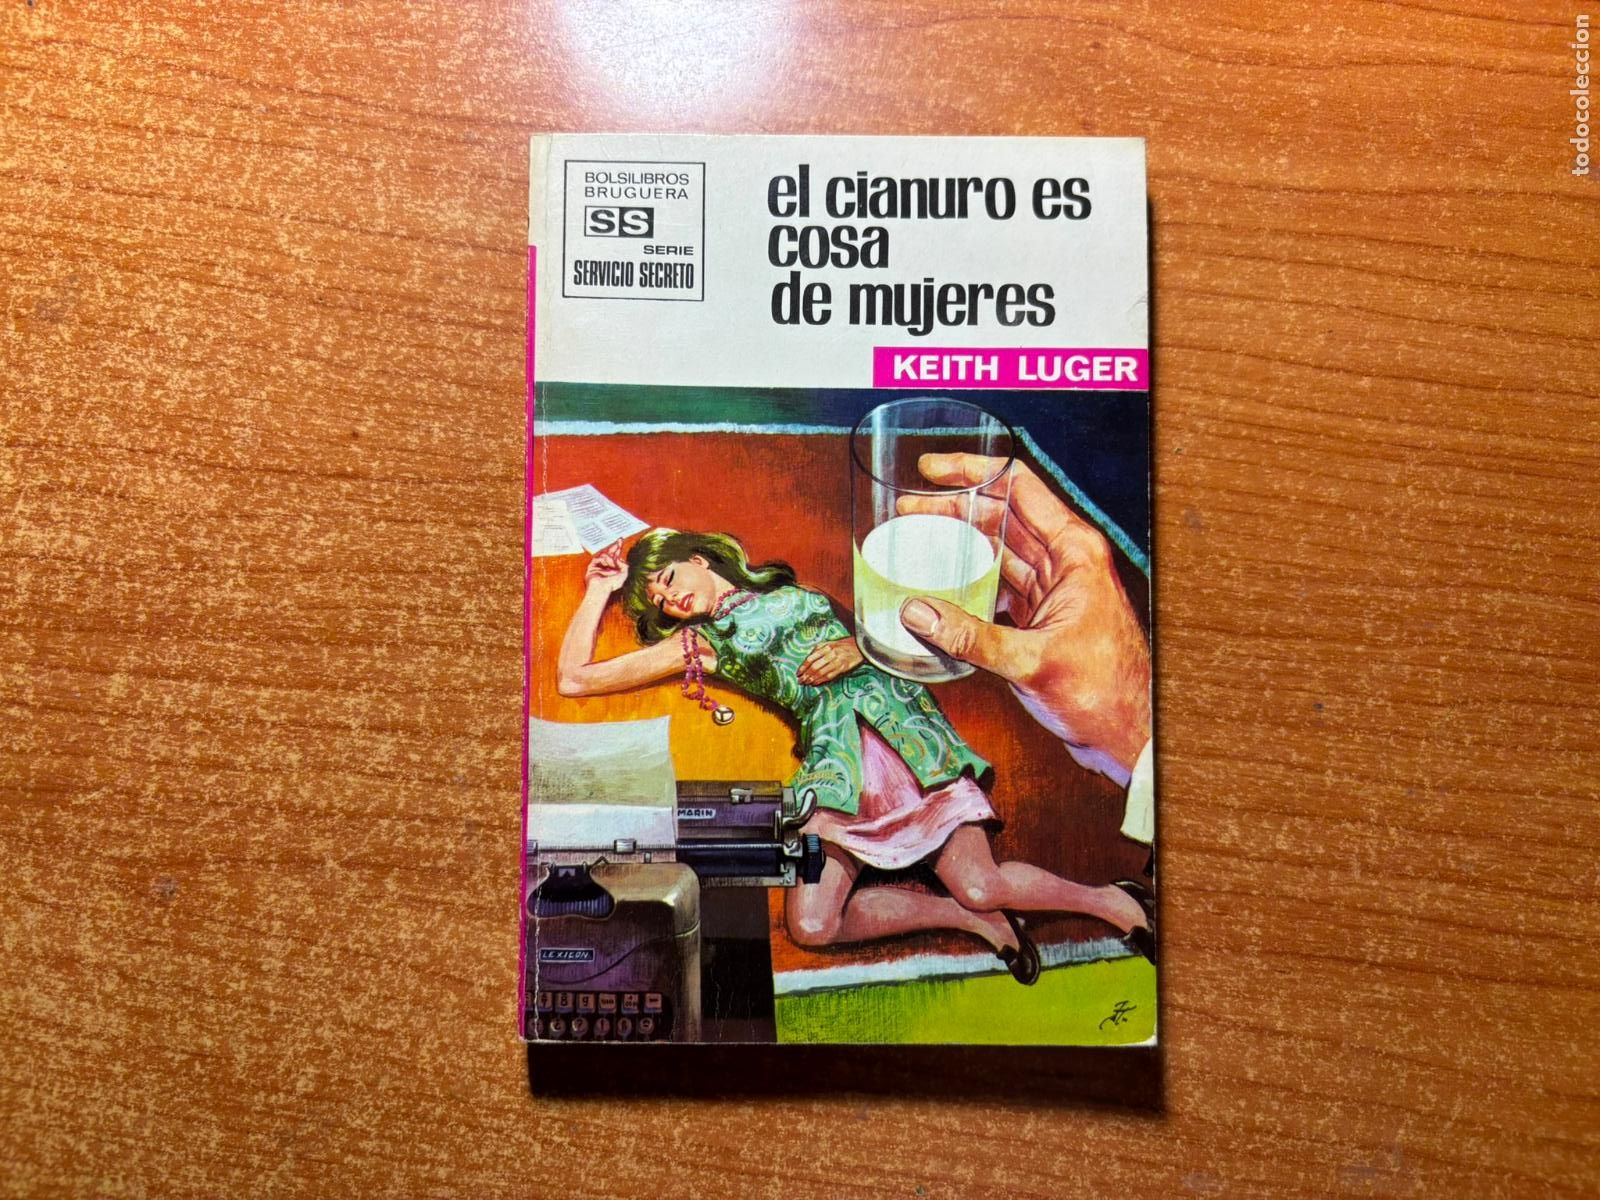 BOLSILIBROS
BRUGUERA
SS
SERIE
SERVICIO SECRETO
el cianuro es
cosa
de mujeres
KEITH LUGER
MARIN
LEXICON
todocoleccion